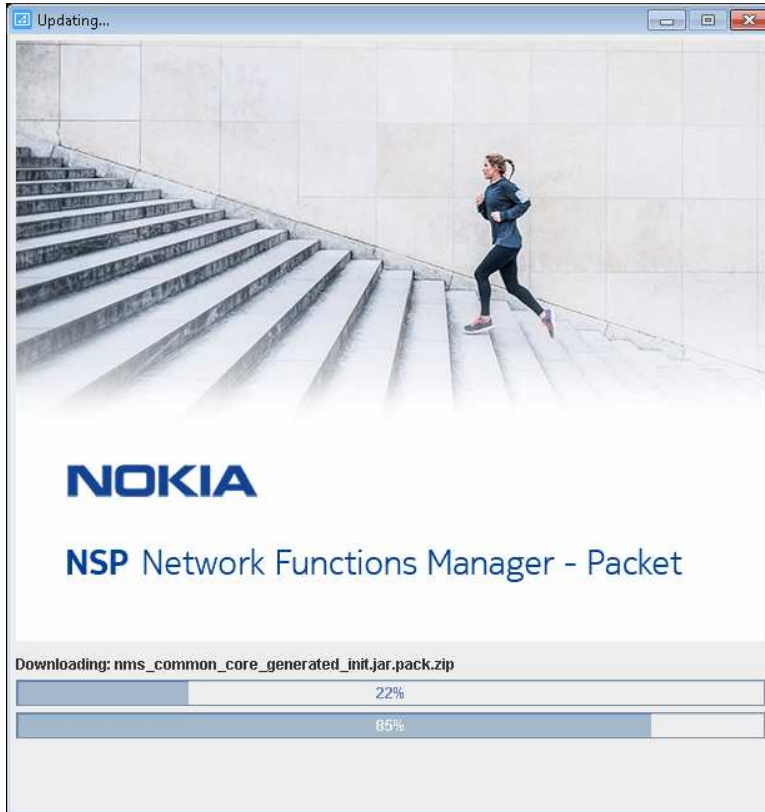 Updating...
NOKIA
NSP Network Functions Manager - Packet
Downloading: nms_common_core_generated_init.jar.pack.zip
22%
85%